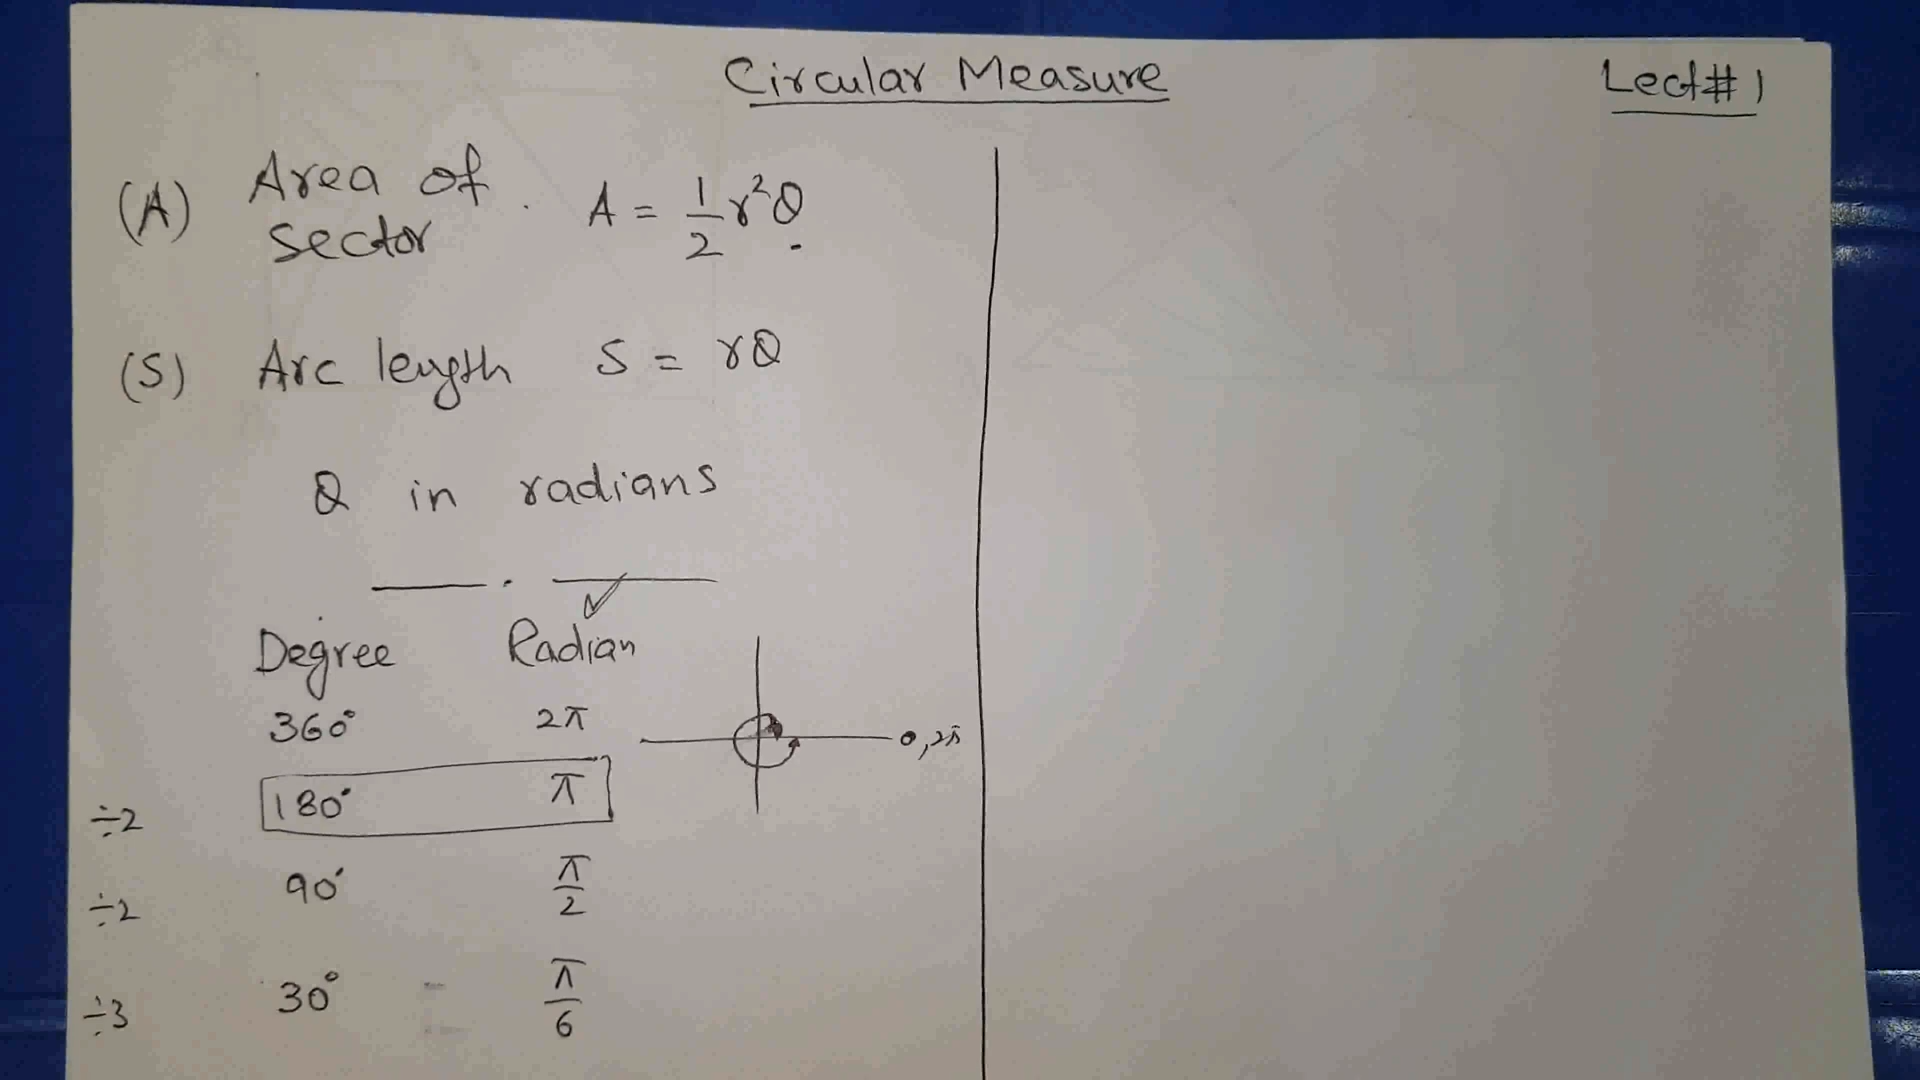 Circular Measure
Lect# 1
(A) Area of sector. A = 1/2 r²θ
(S) Arc length S = rθ
θ in radians
Degree Radian
360° 2π
0, 2π
÷2 180° π
÷2 90° π/2
÷3 30° = π/6